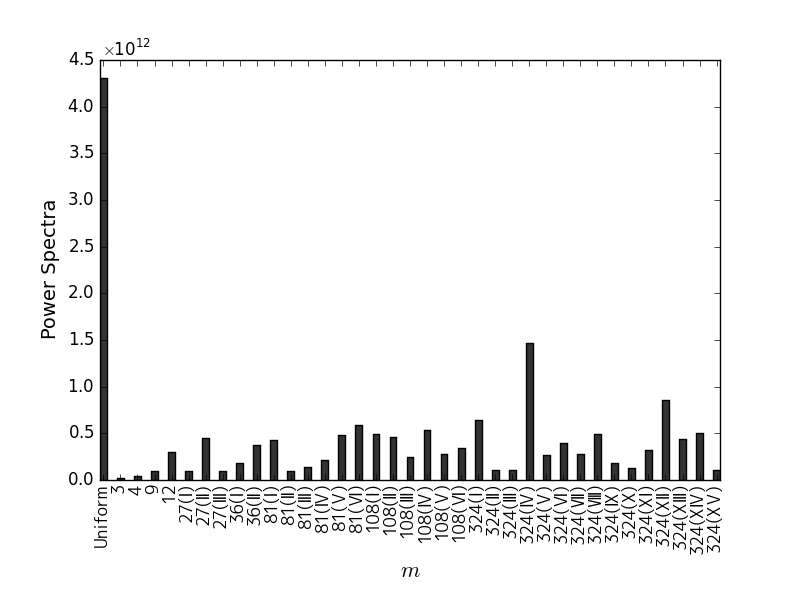 ×10¹²
4.5
4.0
3.5
3.0
2.5
2.0
1.5
1.0
0.5
0.0
Power Spectra
Uniform
3
4
9
12
27(I)
27(II)
27(III)
36(I)
36(II)
81(I)
81(II)
81(III)
81(IV)
81(V)
81(VI)
108(I)
108(II)
108(III)
108(IV)
108(V)
108(VI)
324(I)
324(II)
324(III)
324(IV)
324(V)
324(VI)
324(VII)
324(VIII)
324(IX)
324(X)
324(XI)
324(XII)
324(XIII)
324(XIV)
324(XV)
m